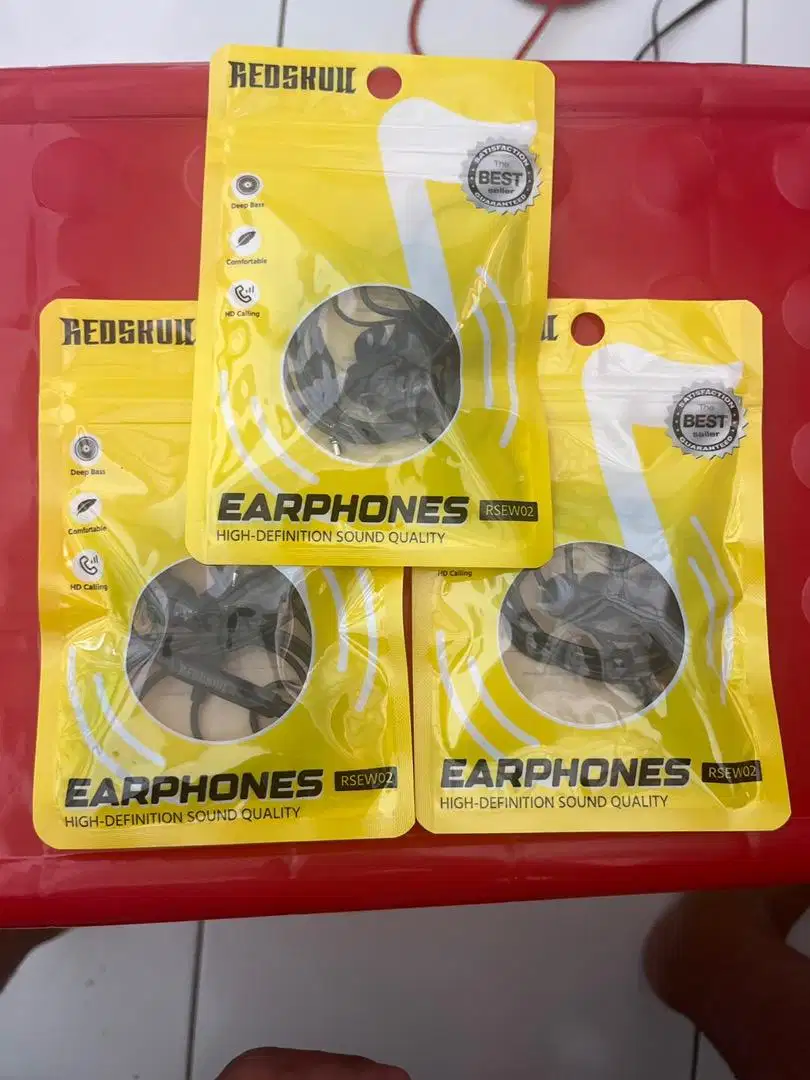 REDSKULL
SATISFACTION
The
BEST
seller
GUARANTEED
Deep Bass
Comfortable
HD Calling
EARPHONES RSEW02
HIGH-DEFINITION SOUND QUALITY
REDSKULL
Deep Bass
Comfortable
HD Calling
Redskull
EARPHONES RSEW02
HIGH-DEFINITION SOUND QUALITY
LL
SATISFACTION
The
BEST
seller
GUARANTEED
HD Calling
EARPHONES RSEW02
HIGH-DEFINITION SOUND QUALITY